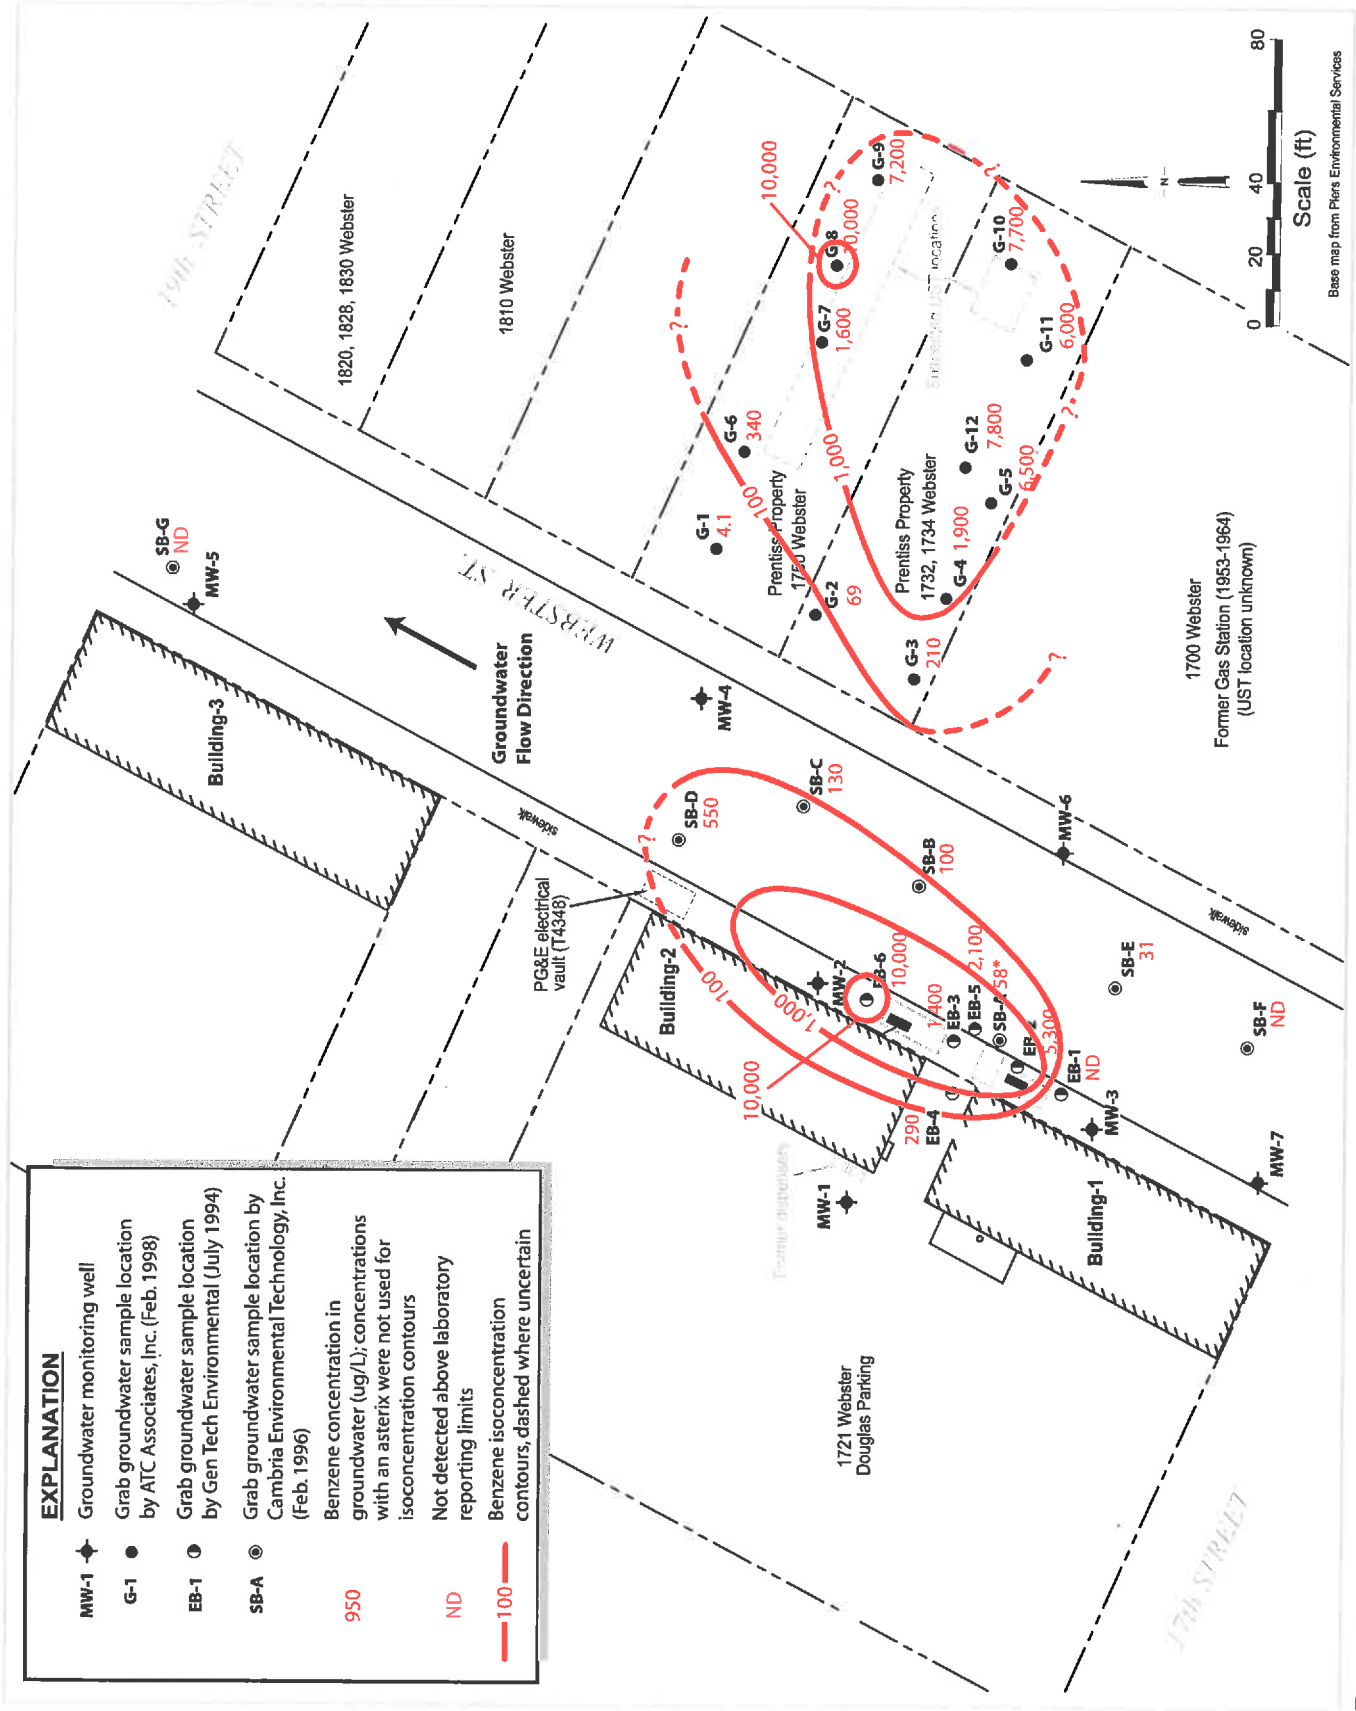 EXPLANATION
MW-1 Groundwater monitoring well
G-1 Grab groundwater sample location
by ATC Associates, Inc. (Feb. 1998)
EB-1 Grab groundwater sample location
by Gen Tech Environmental (July 1994)
SB-A Grab groundwater sample location by
Cambria Environmental Technology, Inc.
(Feb. 1996)
950 Benzene concentration in
groundwater (ug/L); concentrations
with an asterix were not used for
isoconcentration contours
ND Not detected above laboratory
reporting limits
100 Benzene isoconcentration
contours, dashed where uncertain
19th STREET
1820, 1828, 1830 Webster
1810 Webster
SB-G
ND
MW-5
Building-3
Groundwater
Flow Direction
WEBSTER ST.
sidewalk
MW-4
PG&E electrical
vault (T4348)
Building-2
?
SB-D
550
SB-C
130
SB-B
100
100
1,000
10,000
MW-2
EB-6
10,000
1,400
EB-3
2,100
EB-5
58*
SB-A
EB-2
5,300
EB-1
ND
290
EB-4
MW-3
MW-1
Building-1
MW-7
SB-F
ND
SB-E
31
MW-6
sidewalk
1721 Webster
Douglas Parking
17th STREET
G-1
4.1
G-6
340
?
100
Prentiss Property
1750 Webster
G-2
69
G-3
210
?
1,000
Prentiss Property
1732, 1734 Webster
G-4 1,900
G-5
6,500
G-12
7,800
G-7
1,600
10,000
G-8
10,000
?
G-9
7,200
?
UST location
G-10
7,700
G-11
6,000
?
1700 Webster
Former Gas Station (1953-1964)
(UST location unknown)
N
0 20 40 80
Scale (ft)
Base map from Piers Environmental Services